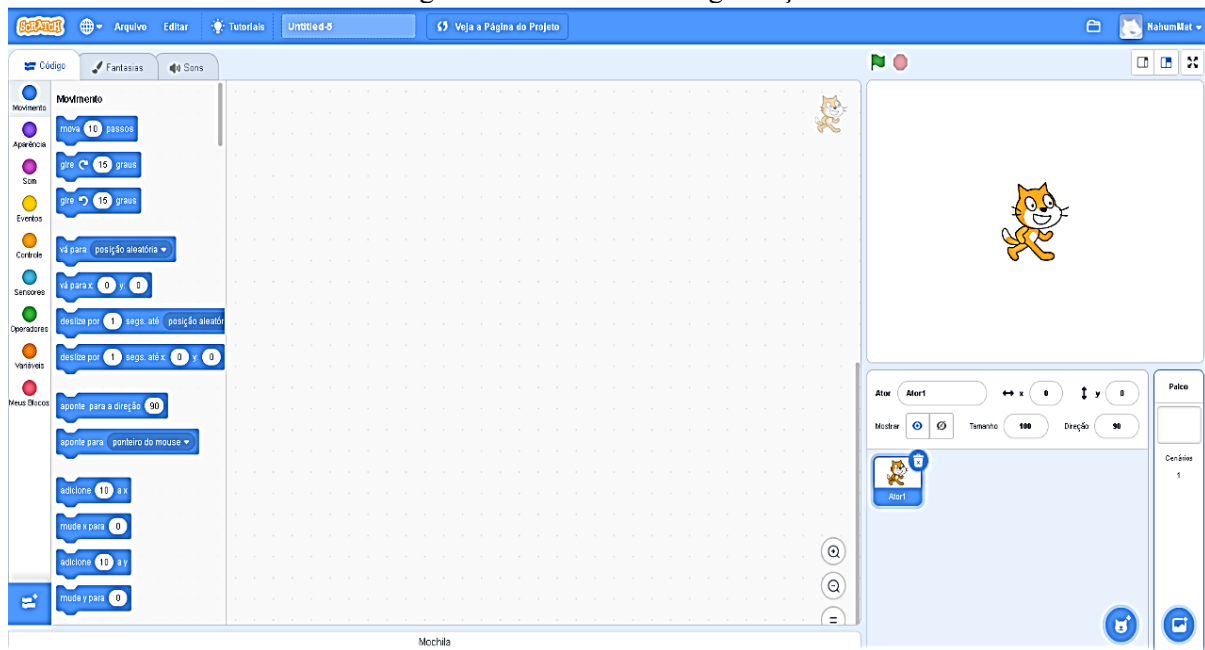 SCRATCH Arquivo Editar Tutoriais Untitled-5 Veja a Página do Projeto NahumMat
Código Fantasias Sons
Movimento
Aparência
Som
Eventos
Controle
Sensores
Operadores
Variáveis
Meus Blocos
Movimento
mova 10 passos
gire 15 graus
gire 15 graus
vá para posição aleatória
vá para x: 0 y: 0
deslize por 1 segs. até posição aleatór
deslize por 1 segs. até x: 0 y: 0
aponte para a direção 90
aponte para ponteiro do mouse
adicione 10 a x
mude x para 0
adicione 10 a y
mude y para 0
Mochila
Ator Ator1 x 0 y 0
Mostrar Tamanho 100 Direção 90
Ator1
Palco
Cenários
1